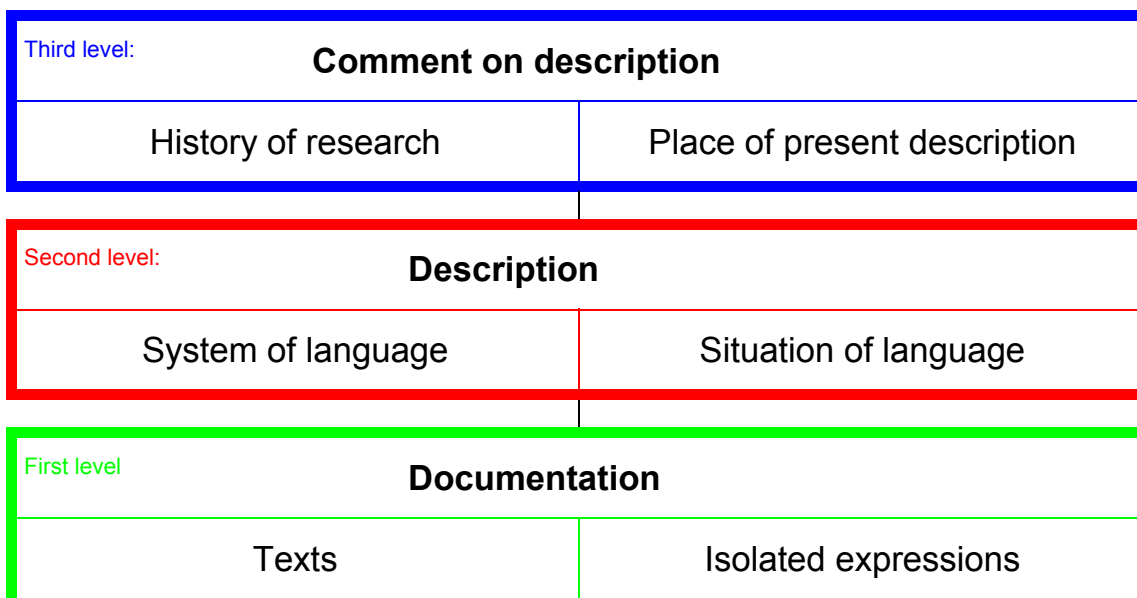 Third level:
Comment on description
History of research
Place of present description
Second level:
Description
System of language
Situation of language
First level
Documentation
Texts
Isolated expressions